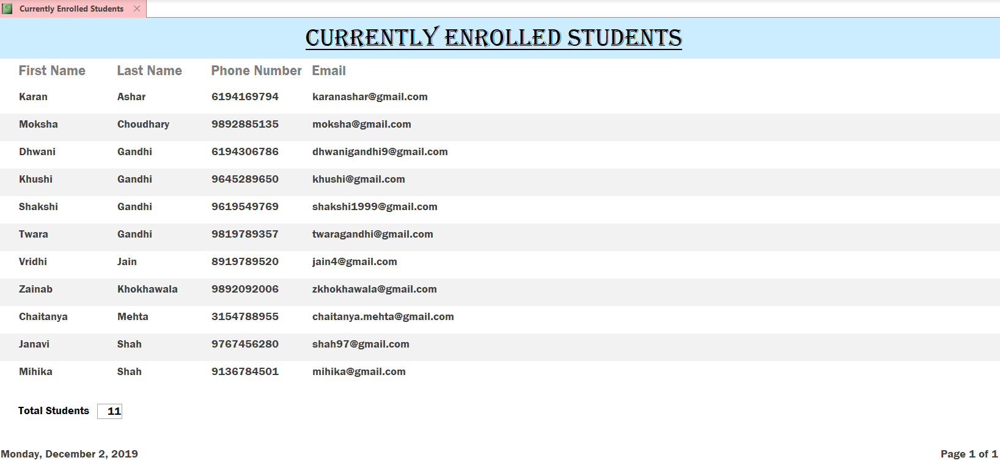 Currently Enrolled Students
CURRENTLY ENROLLED STUDENTS
First Name Last Name Phone Number Email
Karan Ashar 6194169794 karanashar@gmail.com
Moksha Choudhary 9892885135 moksha@gmail.com
Dhwani Gandhi 6194306786 dhwanigandhi9@gmail.com
Khushi Gandhi 9645289650 khushi@gmail.com
Shakshi Gandhi 9619549769 shakshi1999@gmail.com
Twara Gandhi 9819789357 twaragandhi@gmail.com
Vridhi Jain 8919789520 jain4@gmail.com
Zainab Khokhawala 9892092006 zkhokhawala@gmail.com
Chaitanya Mehta 3154788955 chaitanya.mehta@gmail.com
Janavi Shah 9767456280 shah97@gmail.com
Mihika Shah 9136784501 mihika@gmail.com
Total Students 11
Monday, December 2, 2019 Page 1 of 1